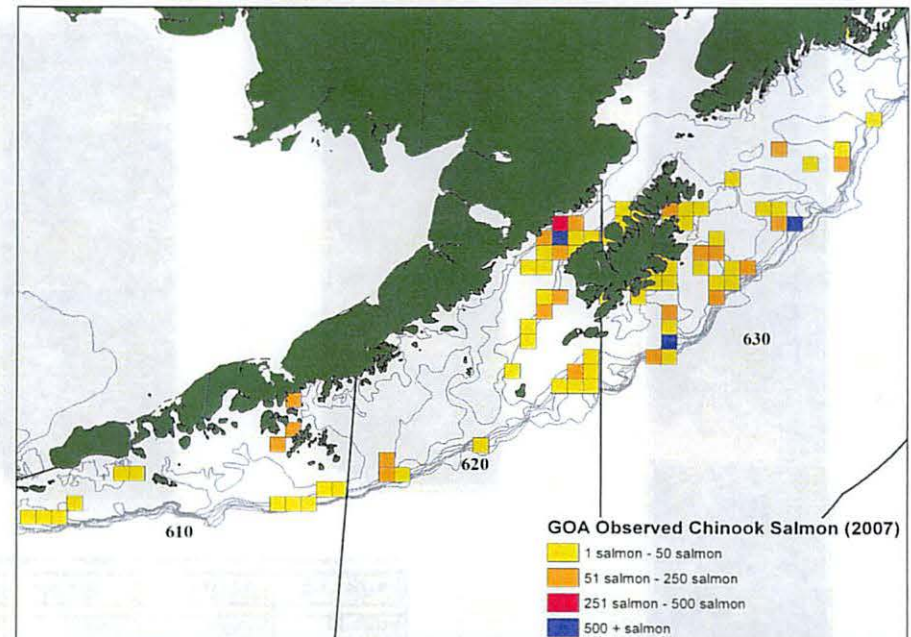 630
620
610
GOA Observed Chinook Salmon (2007)
1 salmon - 50 salmon
51 salmon - 250 salmon
251 salmon - 500 salmon
500 + salmon